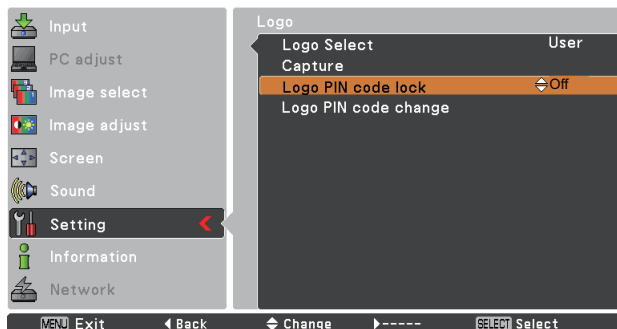 Input
PC adjust
Image select
Image adjust
Screen
Sound
Setting
Information
Network
Logo
Logo Select User
Capture
Logo PIN code lock Off
Logo PIN code change
MENU Exit Back Change ----- SELECT Select